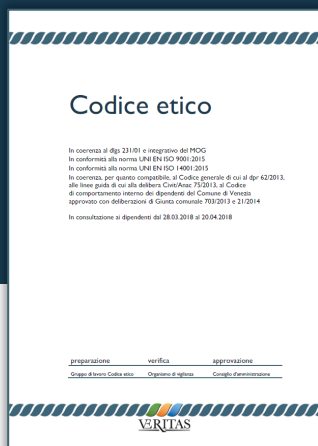 Codice etico
In coerenza al dlgs 231/01 e integrativo del MOG
In conformità alla norma UNI EN ISO 9001:2015
In conformità alla norma UNI EN ISO 14001:2015
In coerenza, per quanto compatibile, al Codice generale di cui al dpr 62/2013,
alle linee guida di cui alla delibera Civit/Anac 75/2013, al Codice
di comportamento interno dei dipendenti del Comune di Venezia
approvato con deliberazioni di Giunta comunale 703/2013 e 21/2014
In consultazione ai dipendenti dal 28.03.2018 al 20.04.2018
preparazione verifica approvazione
Gruppo di lavoro Codice etico Organismo di vigilanza Consiglio d'amministrazione
VERITAS